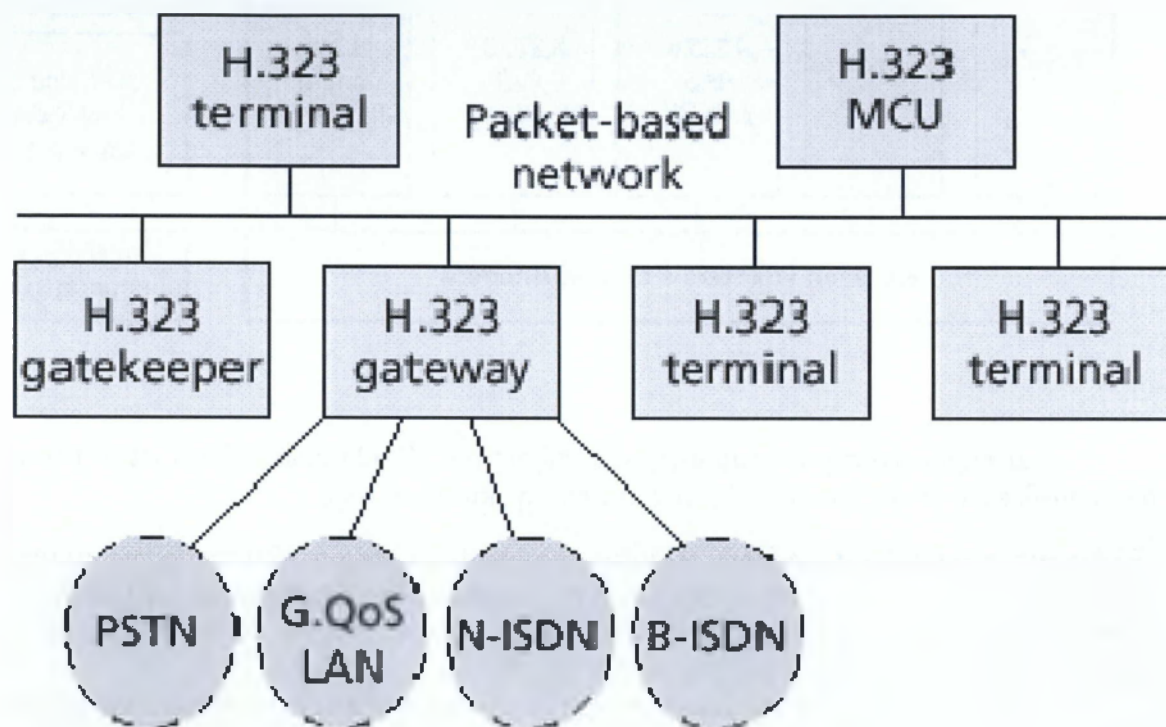 H.323
terminal
Packet-based
network
H.323
MCU
H.323
gatekeeper
H.323
gateway
H.323
terminal
H.323
terminal
PSTN
G.QoS
LAN
N-ISDN
B-ISDN